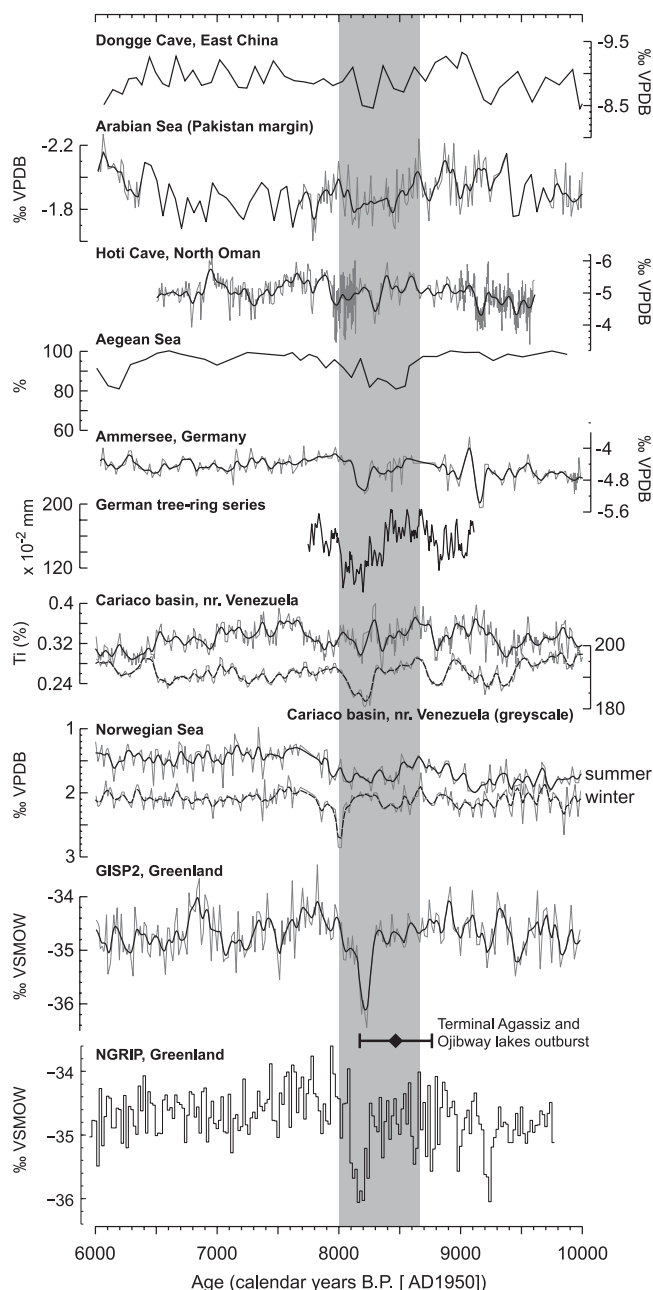 Dongge Cave, East China
-9.5
‰ VPDB
-8.5
Arabian Sea (Pakistan margin)
-2.2
‰ VPDB
-1.8
Hoti Cave, North Oman
-6
‰ VPDB
-5
-4
Aegean Sea
100
%
80
60
Ammersee, Germany
-4
‰ VPDB
-4.8
-5.6
German tree-ring series
200
x 10-2 mm
120
Cariaco basin, nr. Venezuela
0.4
Ti (%)
0.32
0.24
200
180
Cariaco basin, nr. Venezuela (greyscale)
Norwegian Sea
1
‰ VPDB
2
3
summer
winter
GISP2, Greenland
−34
‰ VSMOW
−35
−36
Terminal Agassiz and
Ojibway lakes outburst
NGRIP, Greenland
−34
‰ VSMOW
−35
−36
6000 7000 8000 9000 10000
Age (calendar years B.P. [ AD1950])